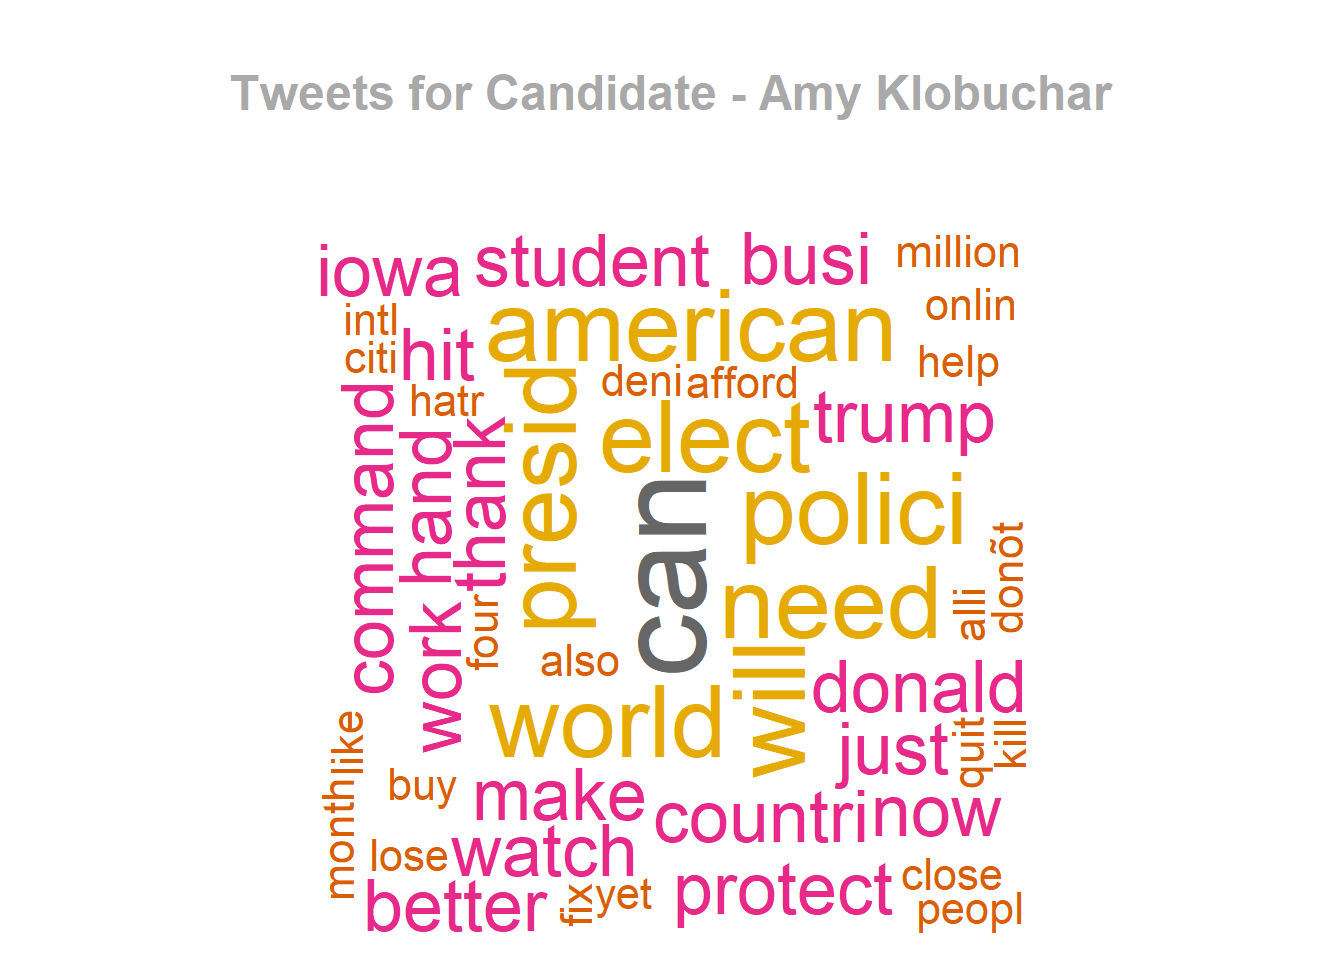 Tweets for Candidate - Amy Klobuchar
iowa
student
busi
million
intl
american
onlin
citi
hit
help
deni
afford
hatr
command
hand
thank
presid
elect
trump
can
polici
donõt
work
four
need
alli
also
will
donald
world
like
just
quit
kill
month
buy
make
countri
now
lose
watch
close
better
fix
yet
protect
peopl